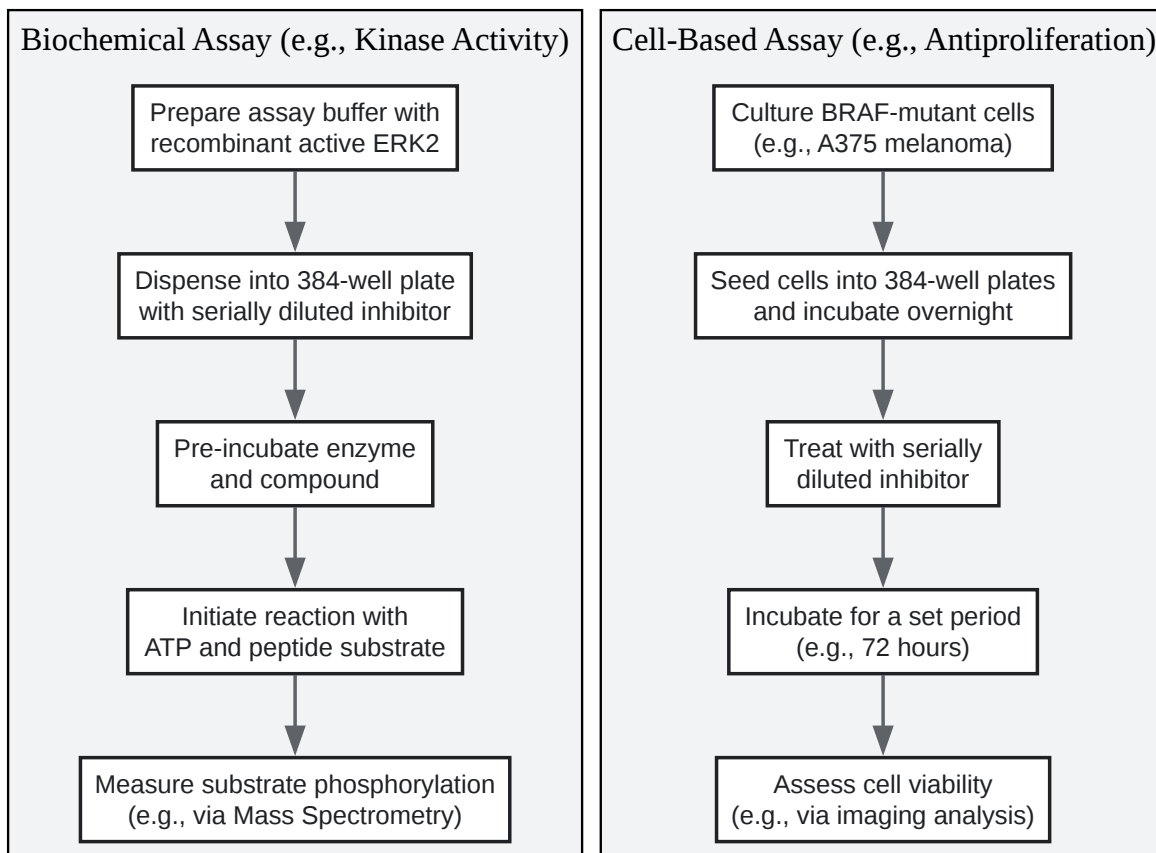 Biochemical Assay (e.g., Kinase Activity)
Prepare assay buffer with
recombinant active ERK2
Dispense into 384-well plate
with serially diluted inhibitor
Pre-incubate enzyme
and compound
Initiate reaction with
ATP and peptide substrate
Measure substrate phosphorylation
(e.g., via Mass Spectrometry)
Cell-Based Assay (e.g., Antiproliferation)
Culture BRAF-mutant cells
(e.g., A375 melanoma)
Seed cells into 384-well plates
and incubate overnight
Treat with serially
diluted inhibitor
Incubate for a set period
(e.g., 72 hours)
Assess cell viability
(e.g., via imaging analysis)